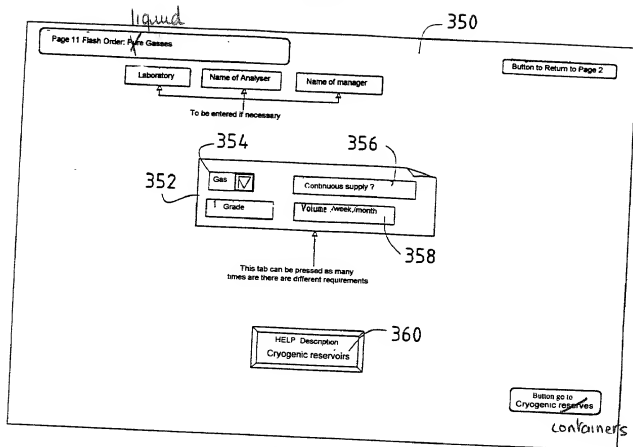 liquid
350
Page 11 Flash Order: Pure Gasses
Button to Return to Page 2
Laboratory
Name of Analyser
Name of manager
To be entered if necessary
354
356
352
Gas
Continuous supply ?
Grade
Volume /week,/month
358
This tab can be pressed as many
times are there are different requirements
HELP Description
Cryogenic reservoirs
360
Button go to
Cryogenic reserves
containers